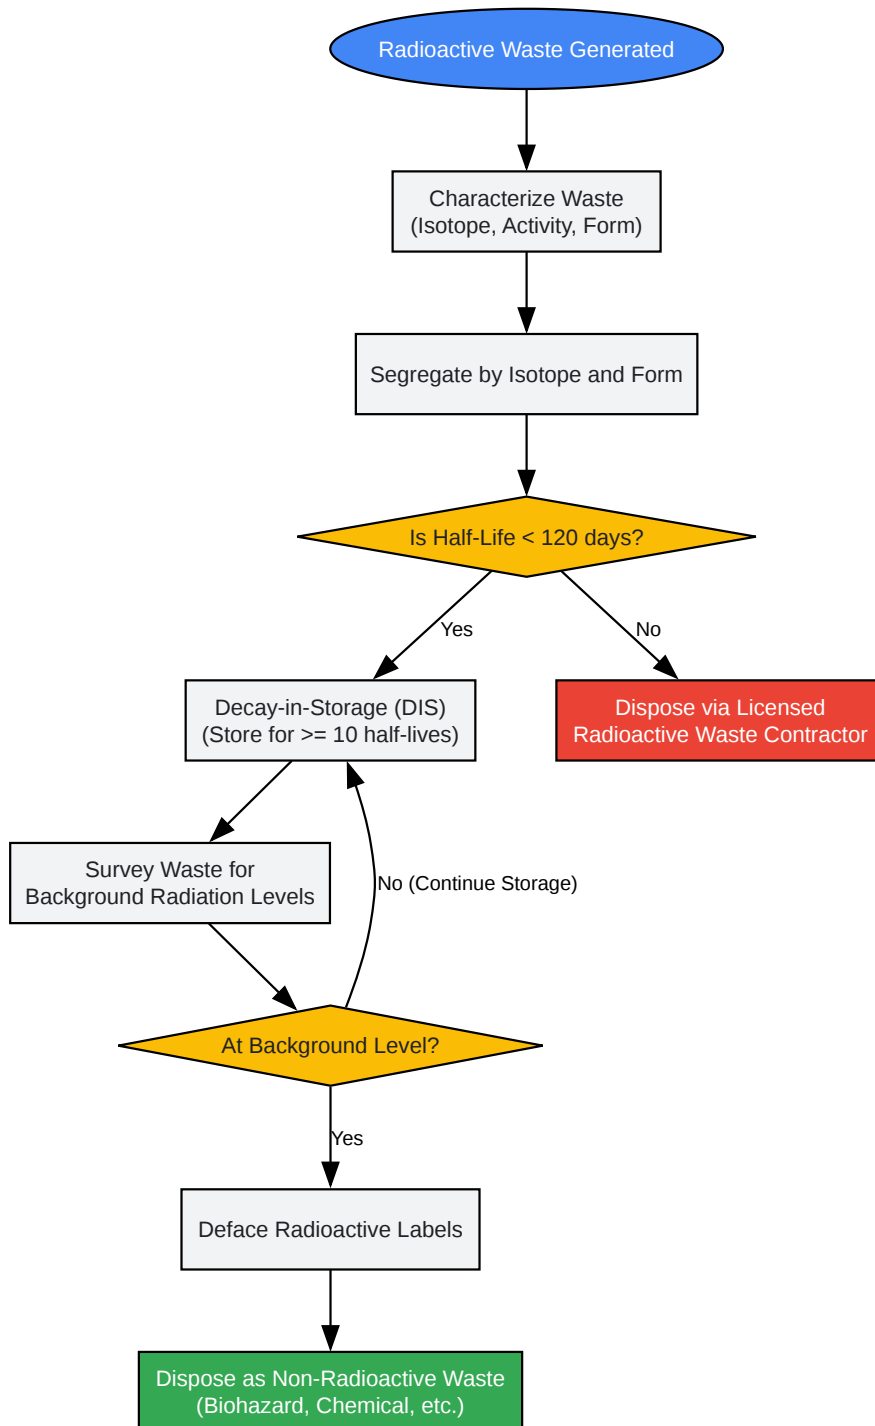 Radioactive Waste Generated
Characterize Waste
(Isotope, Activity, Form)
Segregate by Isotope and Form
Is Half-Life < 120 days?
Yes
No
Decay-in-Storage (DIS)
(Store for >= 10 half-lives)
Dispose via Licensed
Radioactive Waste Contractor
Survey Waste for
Background Radiation Levels
No (Continue Storage)
At Background Level?
Yes
Deface Radioactive Labels
Dispose as Non-Radioactive Waste
(Biohazard, Chemical, etc.)